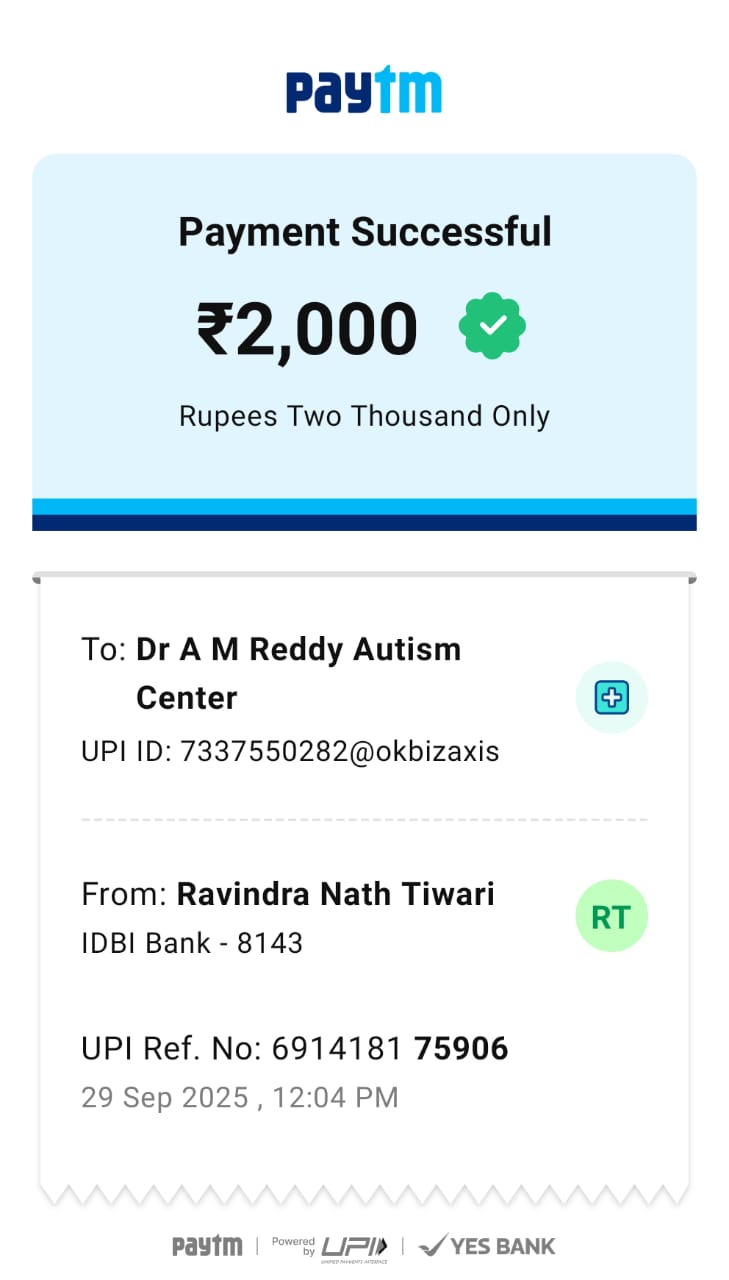 paytm
Payment Successful
₹2,000
Rupees Two Thousand Only
To: Dr A M Reddy Autism
Center
UPI ID: 7337550282@okbizaxis
From: Ravindra Nath Tiwari
RT
IDBI Bank - 8143
UPI Ref. No: 6914181 75906
29 Sep 2025 , 12:04 PM
paytm | Powered by UPI | YES BANK
UNIFIED PAYMENTS INTERFACE